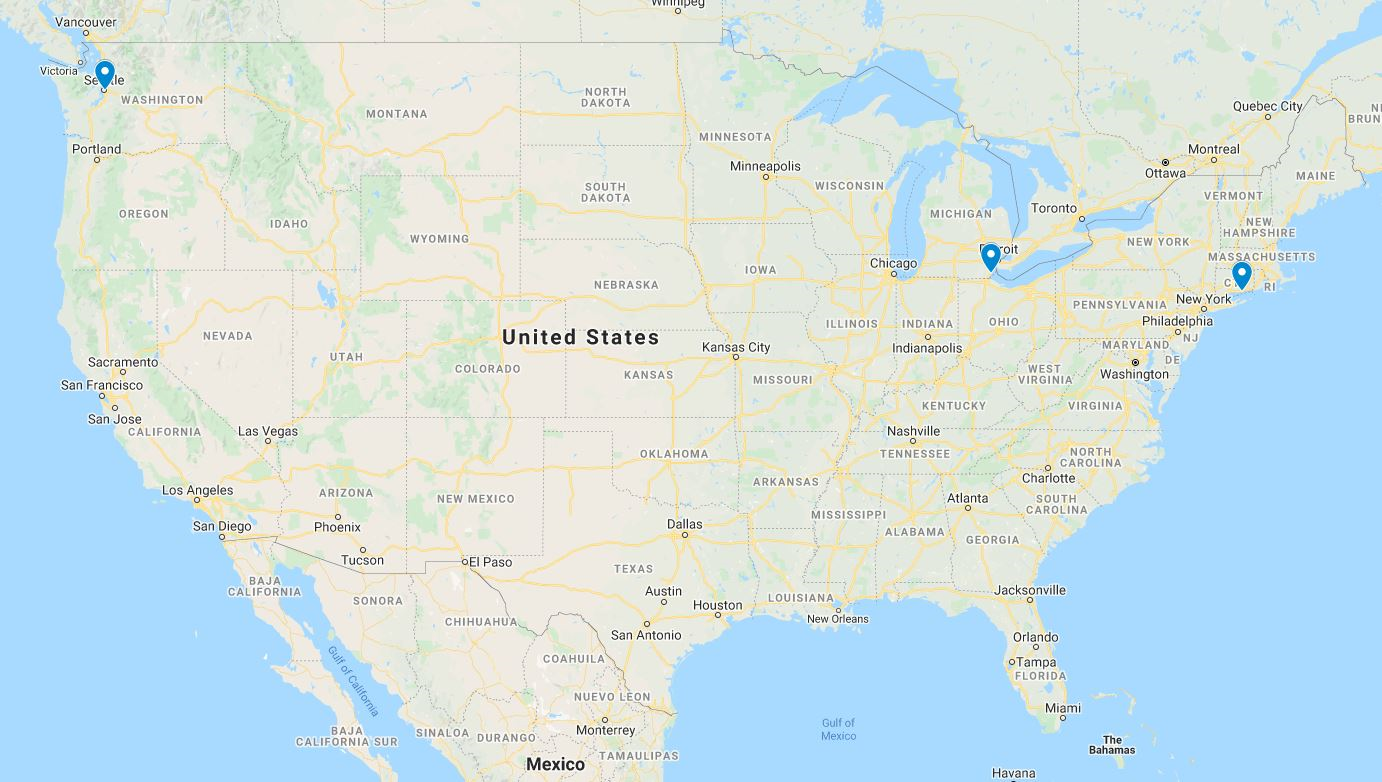 Winnipeg
Vancouver
Victoria
Seattle
WASHINGTON
MONTANA
NORTH
DAKOTA
MINNESOTA
Quebec City
Portland
Minneapolis
Ottawa
Montreal
MAINE
OREGON
IDAHO
WYOMING
SOUTH
DAKOTA
WISCONSIN
MICHIGAN
Toronto
VERMONT
NEW
HAMPSHIRE
NEW YORK
MASSACHUSETTS
Detroit
Chicago
IOWA
NEBRASKA
RI
New York
PENNSYLVANIA
Philadelphia
NJ
ILLINOIS
INDIANA
OHIO
Indianapolis
MARYLAND
DE
Washington
NEVADA
UTAH
United States
COLORADO
KANSAS
Kansas City
MISSOURI
WEST
VIRGINIA
VIRGINIA
KENTUCKY
Sacramento
San Francisco
San Jose
CALIFORNIA
Las Vegas
Nashville
TENNESSEE
NORTH
CAROLINA
Charlotte
OKLAHOMA
ARKANSAS
Los Angeles
ARIZONA
NEW MEXICO
San Diego
Phoenix
Tucson
El Paso
Dallas
MISSISSIPPI
ALABAMA
Atlanta
GEORGIA
SOUTH
CAROLINA
TEXAS
Austin
Houston
San Antonio
LOUISIANA
New Orleans
Jacksonville
Orlando
Tampa
FLORIDA
Miami
BAJA
CALIFORNIA
SONORA
CHIHUAHUA
COAHUILA
NUEVO LEON
Monterrey
Gulf of California
BAJA
CALIFORNIA SUR
SINALOA
DURANGO
TAMAULIPAS
Mexico
Gulf of
Mexico
The
Bahamas
Havana